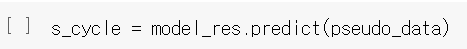 [ ] s_cycle = model_res.predict(pseudo_data)